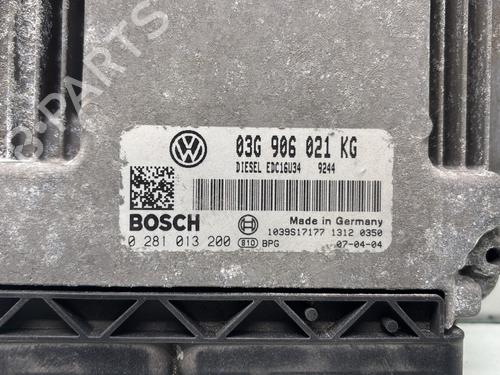 03G 906 021 KG
DIESEL EDC16U34 9244
BOSCH
Made in Germany
0 281 013 200 810 BPG
1039S17177 1312 0350
07-04-04
B-PARTS